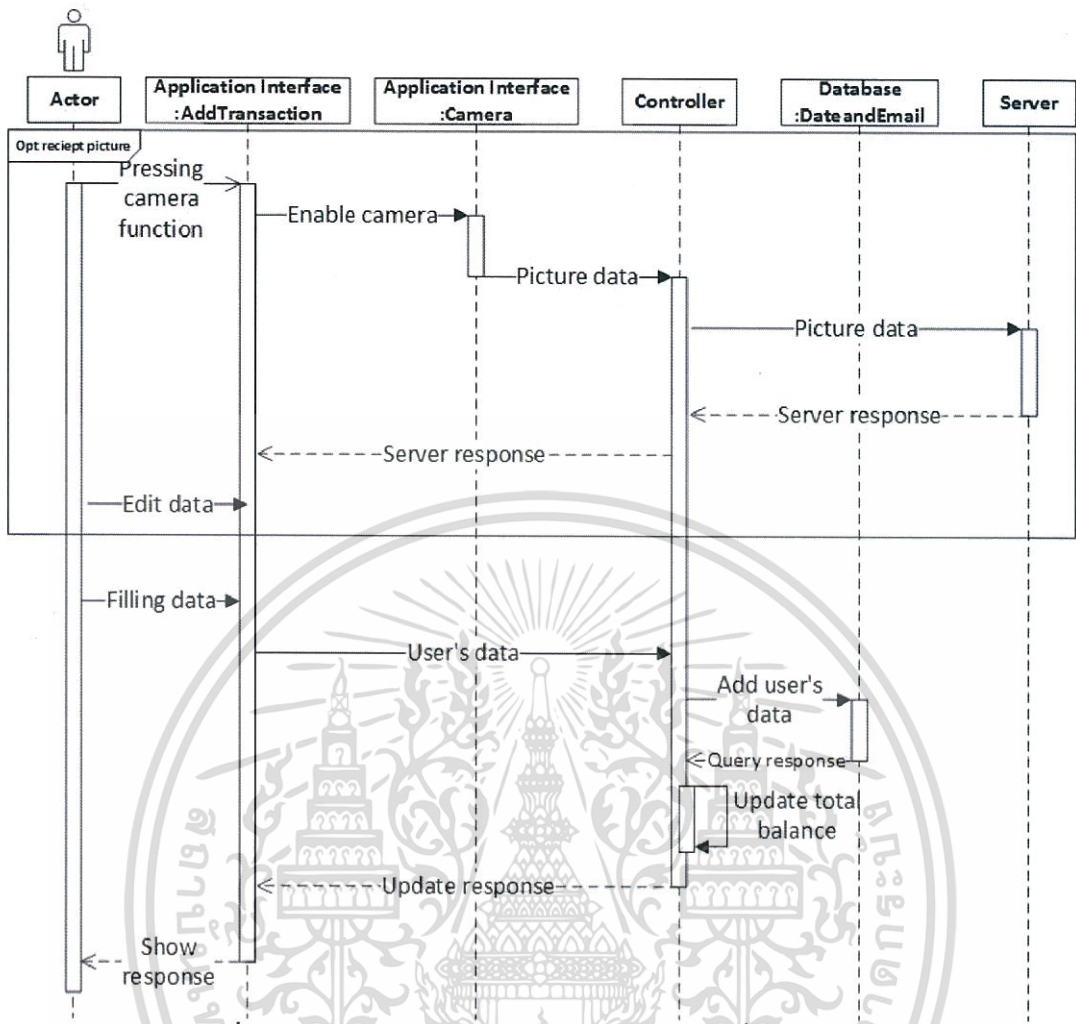 Actor
Application Interface
:AddTransaction
Application Interface
:Camera
Controller
Database
:DateandEmail
Server
Opt reciept picture
Pressing
camera
function
Enable camera
Picture data
Picture data
Server response
Server response
Edit data
Filling data
User's data
Add user's
data
Query response
Update total
balance
Update response
Show
response